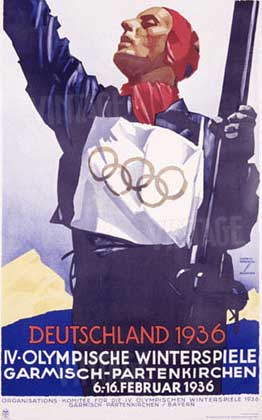 DEUTSCHLAND 1936
IV·OLYMPISCHE WINTERSPIELE
GARMISCH-PARTENKIRCHEN
6:-16.FEBRUAR 1936
ORGANISATIONS-KOMITEE FÜR DIE IV OLYMPISCHEN WINTERSPIELE 1936
GARMISCH-PARTENKIRCHEN / BAYERN